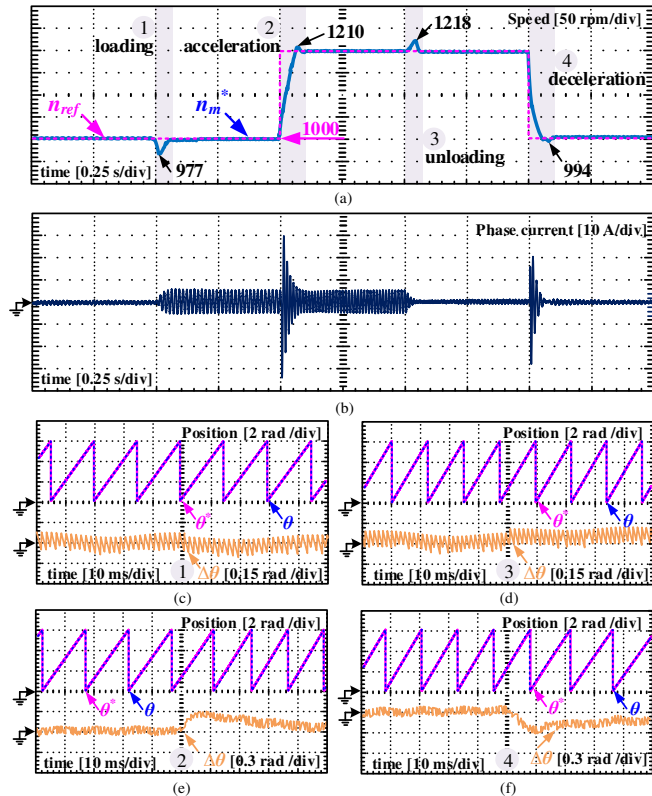 1
loading
acceleration
2
1210
1218
Speed [50 rpm/div]
4
deceleration
n_ref
n_m*
1000
3
unloading
977
994
time [0.25 s/div]
(a)
Phase current [10 A/div]
time [0.25 s/div]
(b)
Position [2 rad /div]
θ*
θ
time [10 ms/div]
1
Δθ
[0.15 rad /div]
(c)
Position [2 rad /div]
θ*
θ
time [10 ms/div]
3
Δθ
[0.15 rad /div]
(d)
Position [2 rad /div]
θ*
θ
time [10 ms/div]
2
Δθ
[0.3 rad /div]
(e)
Position [2 rad /div]
θ*
θ
time [10 ms/div]
4
Δθ
[0.3 rad /div]
(f)